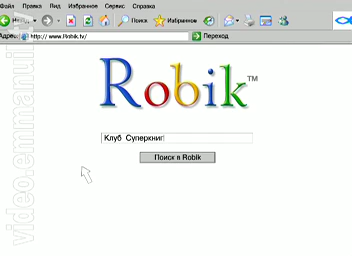 Файл Правка Вид Избранное Сервис Справка
Поиск Избранное
http://www.Robik.tv/ Переход
Robik™
Клуб Суперкниг
Поиск в Robik
video.emmanuil